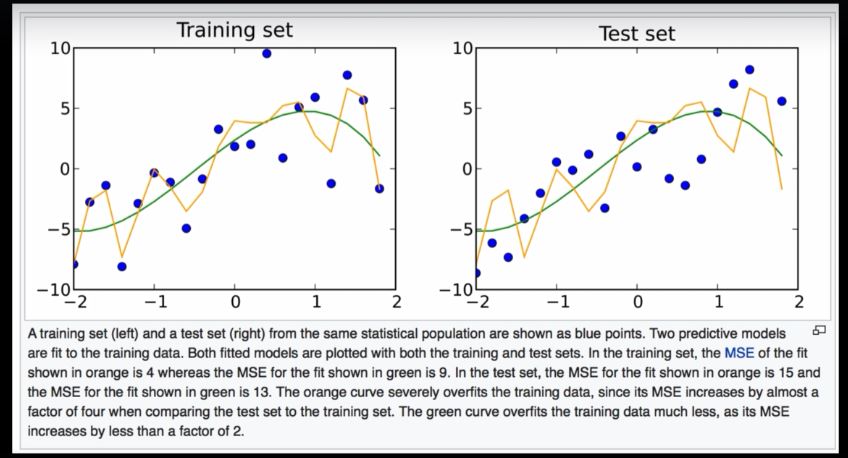 Training set
Test set
10
5
0
−5
−10
−2
−1
0
1
2
10
5
0
−5
−10
−2
−1
0
1
2
A training set (left) and a test set (right) from the same statistical population are shown as blue points. Two predictive models
are fit to the training data. Both fitted models are plotted with both the training and test sets. In the training set, the MSE of the fit
shown in orange is 4 whereas the MSE for the fit shown in green is 9. In the test set, the MSE for the fit shown in orange is 15 and
the MSE for the fit shown in green is 13. The orange curve severely overfits the training data, since its MSE increases by almost a
factor of four when comparing the test set to the training set. The green curve overfits the training data much less, as its MSE
increases by less than a factor of 2.